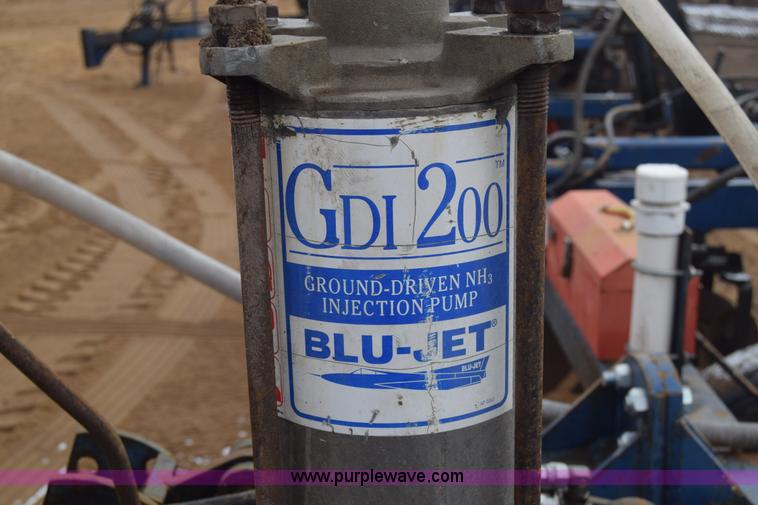 GDI 200 ™
GROUND-DRIVEN NH₃
INJECTION PUMP
BLU-JET®
BLU-JET
www.purplewave.com